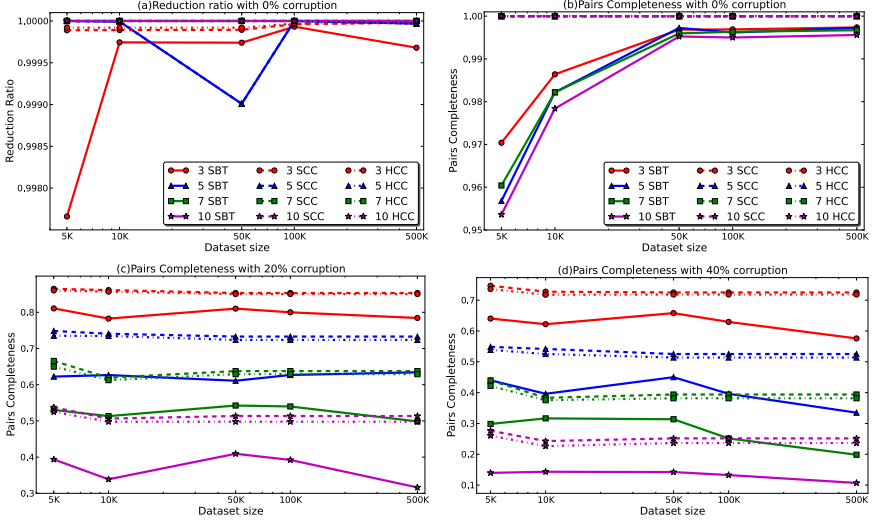 (a)Reduction ratio with 0% corruption
1,0000
0,9995
0,9990
0,9985
0,9980
Reduction Ratio
3 SBT 3 SCC 3 HCC
5 SBT 5 SCC 5 HCC
7 SBT 7 SCC 7 HCC
10 SBT 10 SCC 10 HCC
5K 10K 50K 100K 500K
Dataset size
(b)Pairs Completeness with 0% corruption
1,00
0,99
0,98
0,97
0,96
0,95
Pairs Completeness
3 SBT 3 SCC 3 HCC
5 SBT 5 SCC 5 HCC
7 SBT 7 SCC 7 HCC
10 SBT 10 SCC 10 HCC
5K 10K 50K 100K 500K
Dataset size
(c)Pairs Completeness with 20% corruption
0.8
0.7
0.6
0.5
0.4
0.3
Pairs Completeness
5K 10K 50K 100K 500K
Dataset size
(d)Pairs Completeness with 40% corruption
0,7
0,6
0,5
0,4
0,3
0,2
0,1
Pairs Completeness
5K 10K 50K 100K 500K
Dataset size